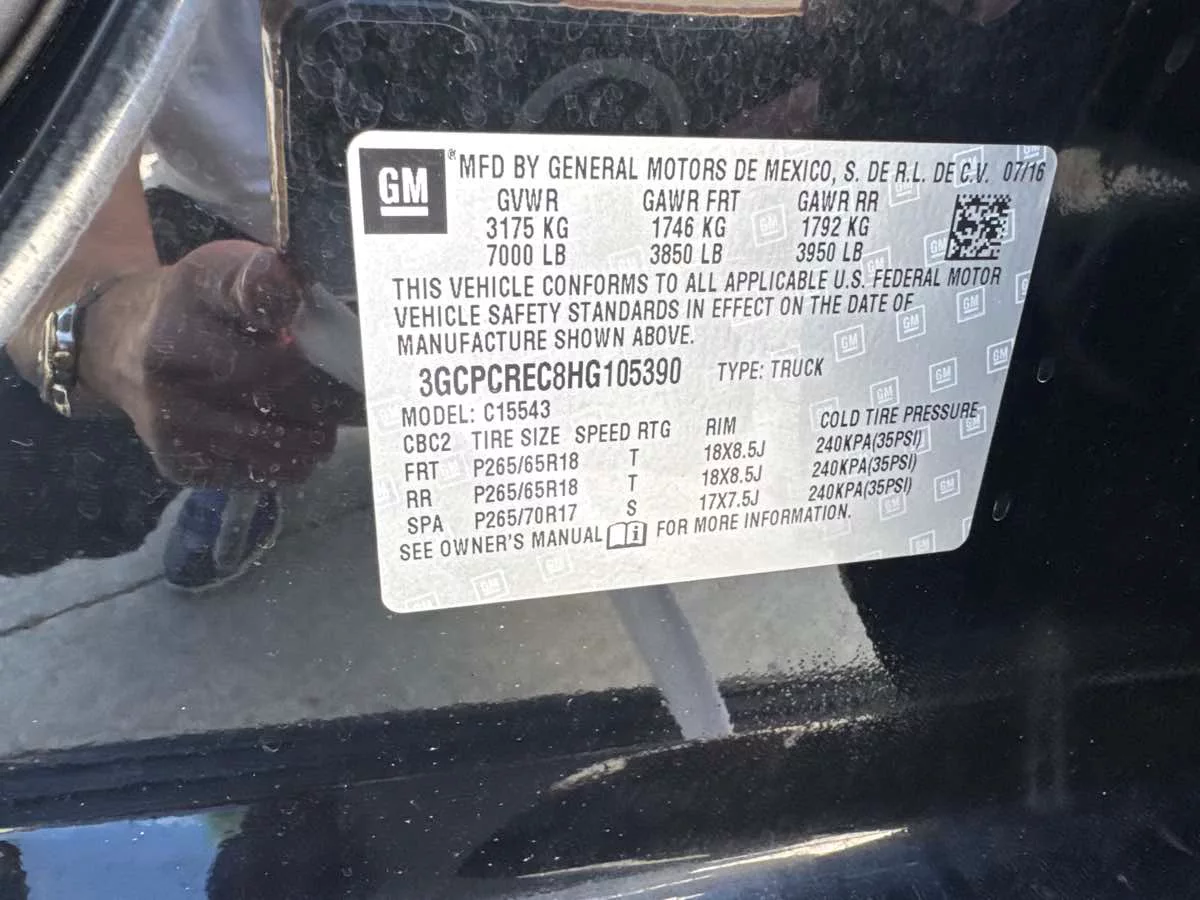 GM® MFD BY GENERAL MOTORS DE MEXICO, S. DE R.L. DE C.V. 07/16
GVWR GAWR FRT GAWR RR
3175 KG 1746 KG 1792 KG
7000 LB 3850 LB 3950 LB
THIS VEHICLE CONFORMS TO ALL APPLICABLE U.S. FEDERAL MOTOR
VEHICLE SAFETY STANDARDS IN EFFECT ON THE DATE OF
MANUFACTURE SHOWN ABOVE.
3GCPCREC8HG105390 TYPE: TRUCK
MODEL: C15543
CBC2 TIRE SIZE SPEED RTG RIM COLD TIRE PRESSURE
FRT P265/65R18 T 18X8.5J 240KPA(35PSI)
RR P265/65R18 T 18X8.5J 240KPA(35PSI)
SPA P265/70R17 S 17X7.5J 240KPA(35PSI)
SEE OWNER'S MANUAL FOR MORE INFORMATION.